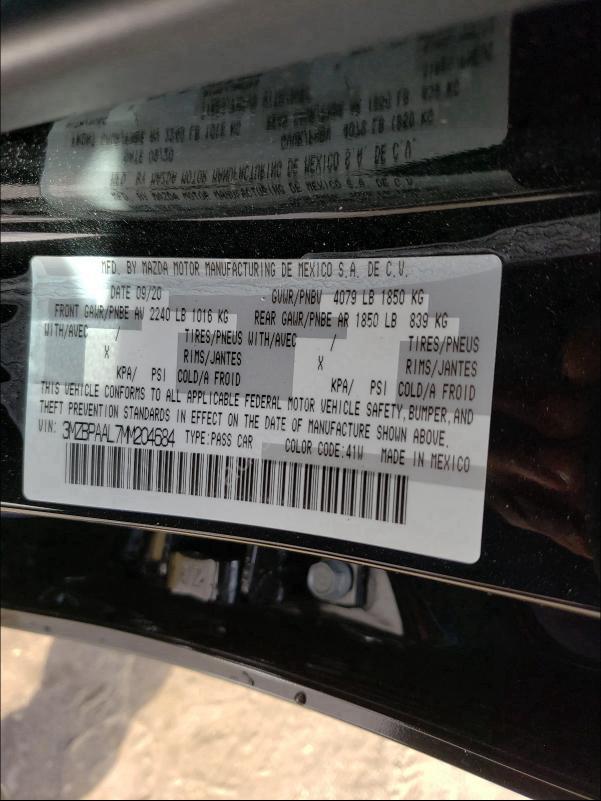 MFD. BY MAZDA MOTOR MANUFACTURING DE MEXICO S.A. DE C.V.
DATE 09/20 GVWR/PNBV 4079 LB 1850 KG
FRONT GAWR/PNBE AV 2240 LB 1016 KG REAR GAWR/PNBE AR 1850 LB 839 KG
WITH/AVEC / TIRES/PNEUS WITH/AVEC / TIRES/PNEUS
X RIMS/JANTES X RIMS/JANTES
KPA/ PSI COLD/A FROID KPA/ PSI COLD/A FROID
THIS VEHICLE CONFORMS TO ALL APPLICABLE FEDERAL MOTOR VEHICLE SAFETY, BUMPER, AND
THEFT PREVENTION STANDARDS IN EFFECT ON THE DATE OF MANUFACTURE SHOWN ABOVE.
VIN: 3MZBPAAL7MM204684 TYPE:PASS CAR COLOR CODE:41W MADE IN MEXICO